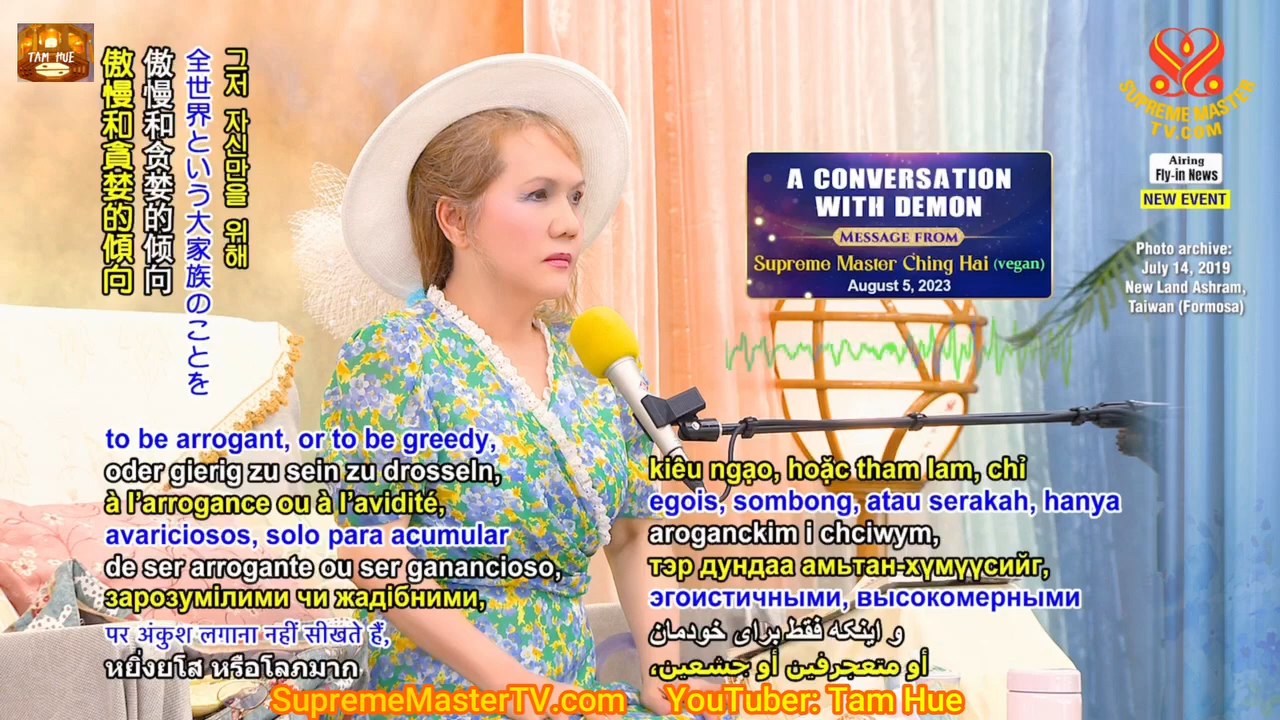 TAM HUE
傲慢和貪婪的傾向
傲慢和贪婪的倾向
全世界という大家族のことを
그저 자신만을 위해
SUPREME MASTER
TV.COM
Airing
Fly-in News
NEW EVENT
A CONVERSATION
WITH DEMON
MESSAGE FROM
Supreme Master Ching Hai (vegan)
August 5, 2023
Photo archive:
July 14, 2019
New Land Ashram,
Taiwan (Formosa)
to be arrogant, or to be greedy,
oder gierig zu sein zu drosseln,
à l'arrogance ou à l'avidité,
avariciosos, solo para acumular
de ser arrogante ou ser ganancioso,
зарозумілими чи жадібними,
पर अंकुश लगाना नहीं सीखते हैं,
หยิ่งยโส หรือโลภมาก
kiêu ngạo, hoặc tham lam, chỉ
egois, sombong, atau serakah, hanya
aroganckim i chciwym,
тэр дундаа амьтан-хүмүүсийг,
эгоистичными, высокомерными
و اینکه فقط برای خودمان
أو متعجرفين أو جشعين،
SupremeMasterTV.com YouTuber: Tam Hue